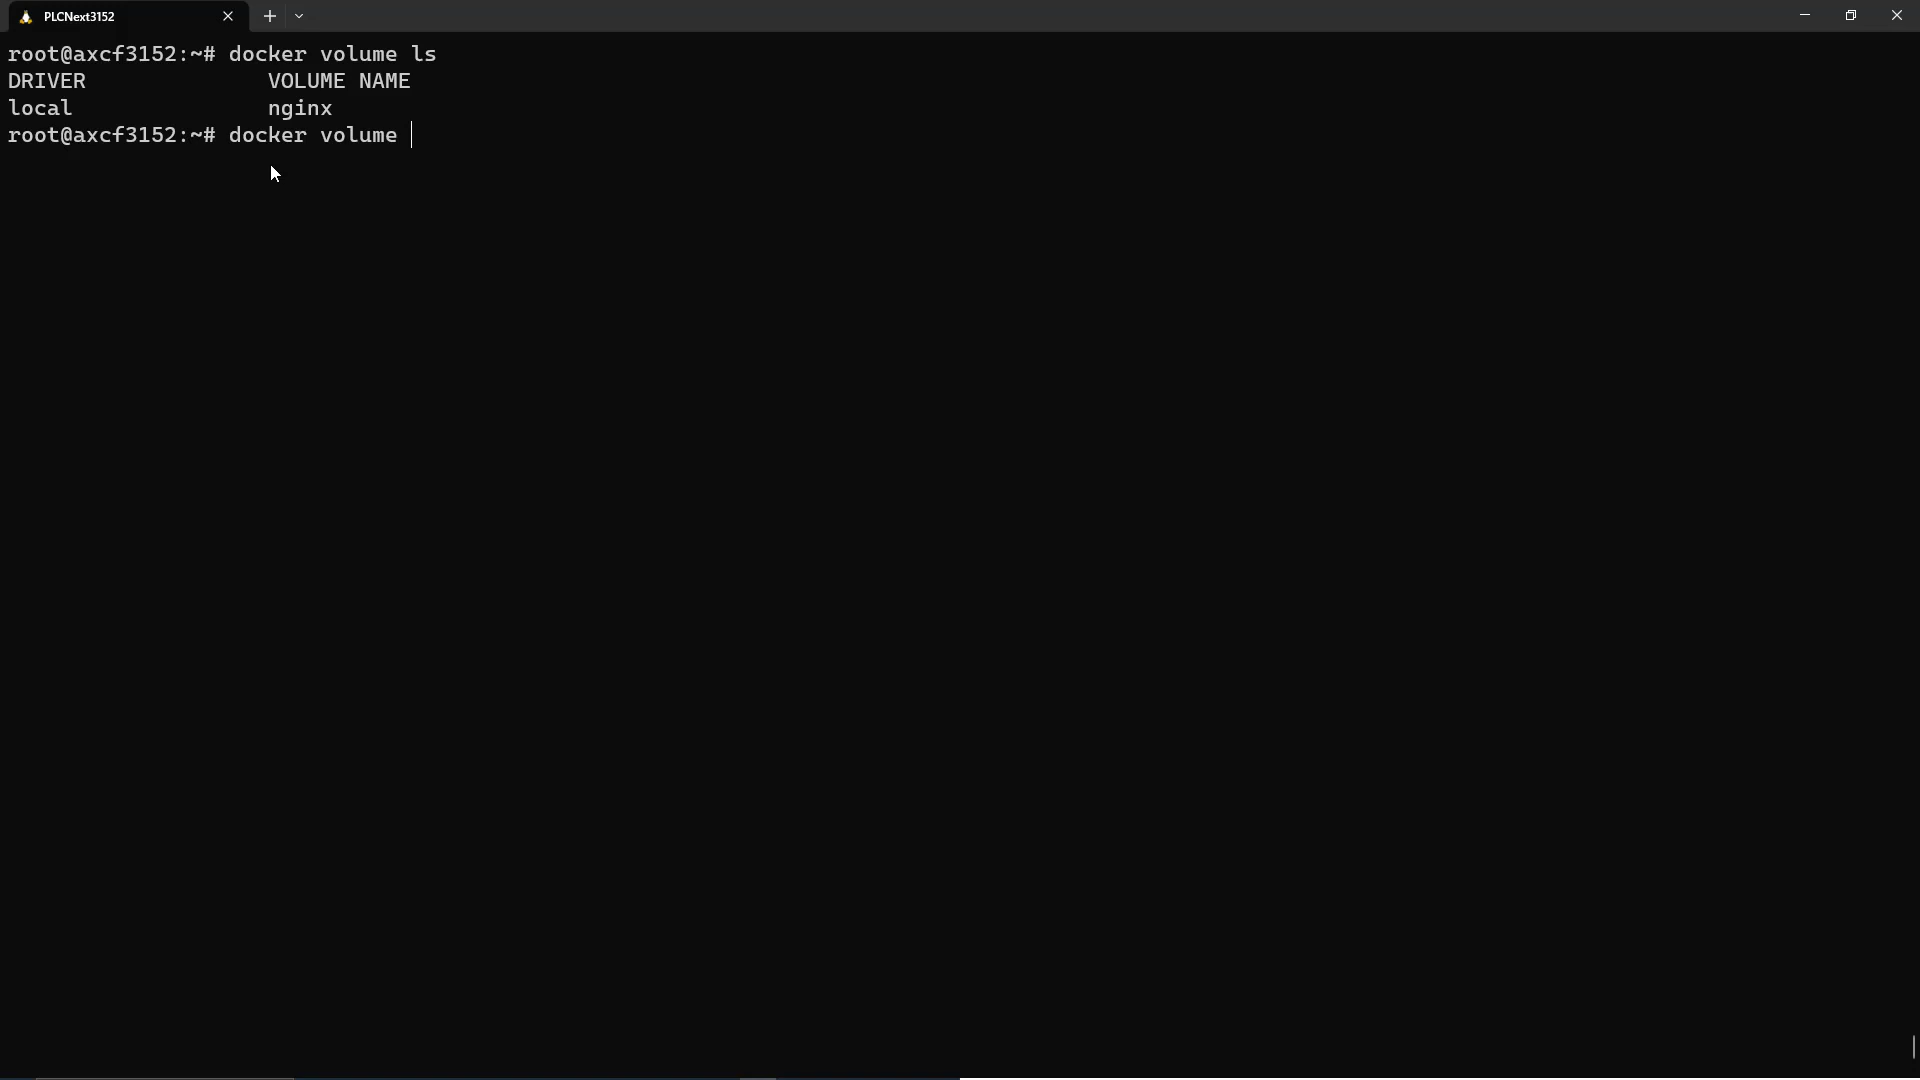 PLCNext3152
root@axcf3152:~# docker volume ls
DRIVER              VOLUME NAME
local               nginx
root@axcf3152:~# docker volume